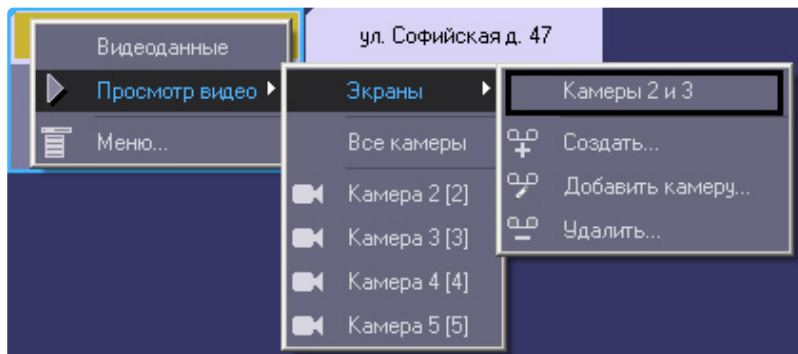 ул. Софийская д. 47
Видеоданные
Просмотр видео
Меню...
Экраны
Все камеры
Камера 2 [2]
Камера 3 [3]
Камера 4 [4]
Камера 5 [5]
Камеры 2 и 3
Создать...
Добавить камеру...
Удалить...